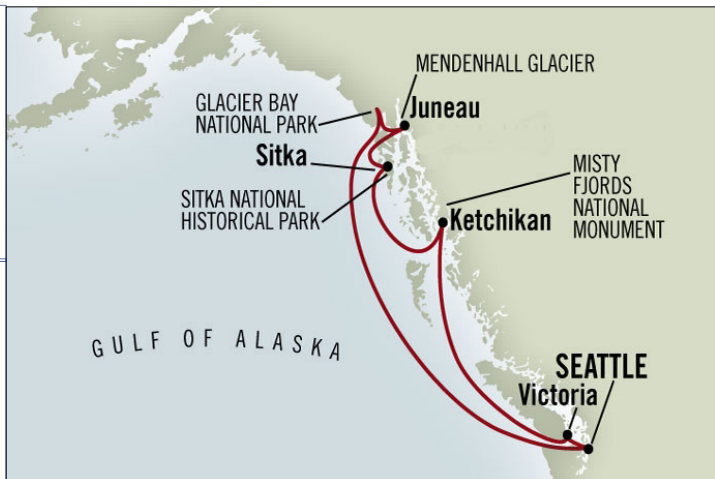 MENDENHALL GLACIER
GLACIER BAY
NATIONAL PARK
Juneau
Sitka
SITKA NATIONAL
HISTORICAL PARK
MISTY
FJORDS
NATIONAL
MONUMENT
Ketchikan
GULF OF ALASKA
SEATTLE
Victoria